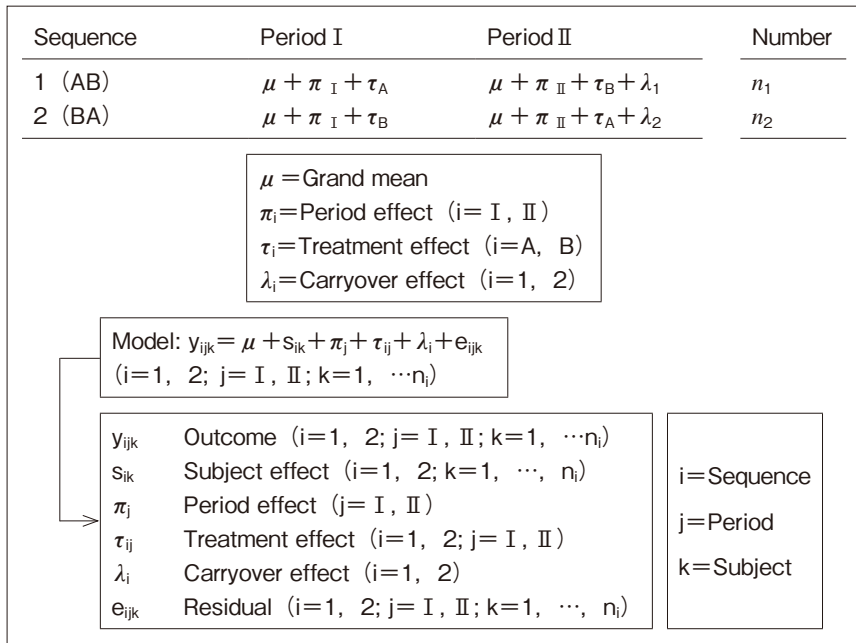 Sequence Period Ⅰ Period Ⅱ Number
1 (AB) μ + π Ⅰ + τA μ + π Ⅱ + τB + λ1 n1
2 (BA) μ + π Ⅰ + τB μ + π Ⅱ + τA + λ2 n2
μ =Grand mean
πi=Period effect (i= Ⅰ, Ⅱ)
τi=Treatment effect (i=A, B)
λi=Carryover effect (i=1, 2)
Model: yijk= μ +sik+ πj+ τij+ λi+eijk
(i=1, 2; j= Ⅰ, Ⅱ; k=1, …ni)
yijk Outcome (i=1, 2; j= Ⅰ, Ⅱ; k=1, …ni)
sik Subject effect (i=1, 2; k=1, …, ni)
πj Period effect (j= Ⅰ, Ⅱ)
τij Treatment effect (i=1, 2; j= Ⅰ, Ⅱ)
λi Carryover effect (i=1, 2)
eijk Residual (i=1, 2; j= Ⅰ, Ⅱ; k=1, …, ni)
i=Sequence
j=Period
k=Subject